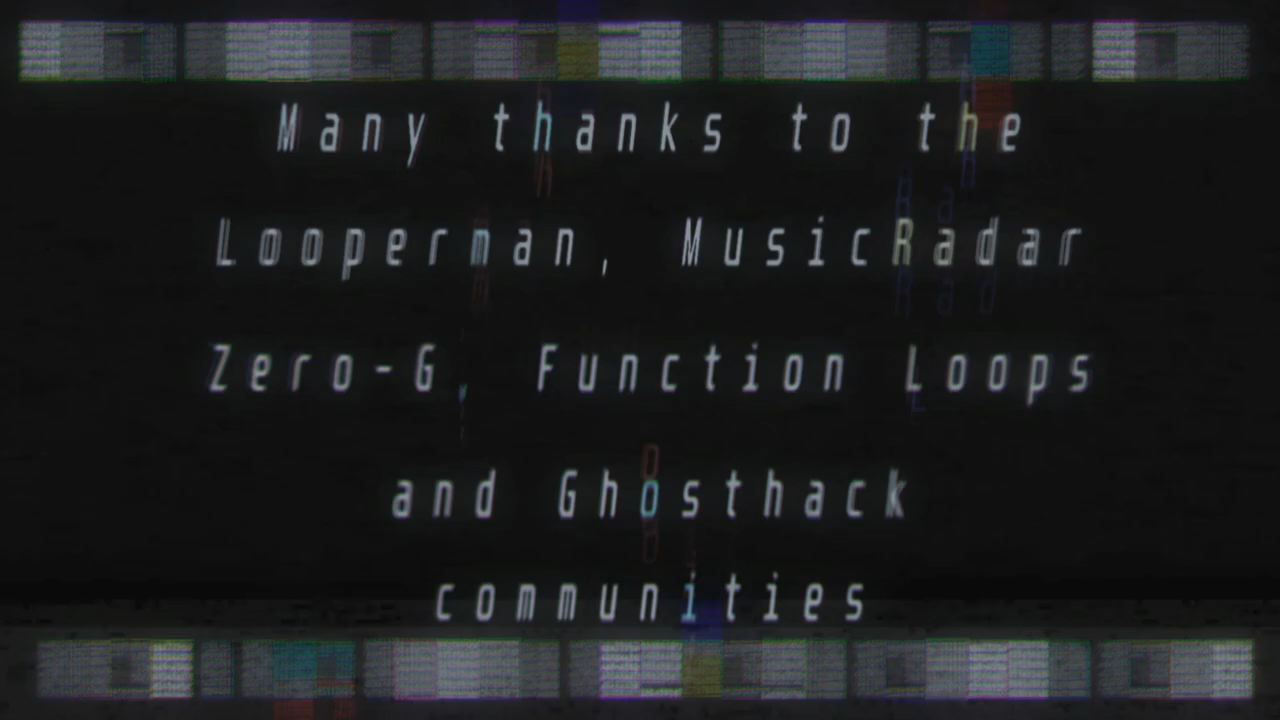 Many thanks to the
Looperman, MusicRadar
Zero-G, Function Loops
and Ghosthack
communities